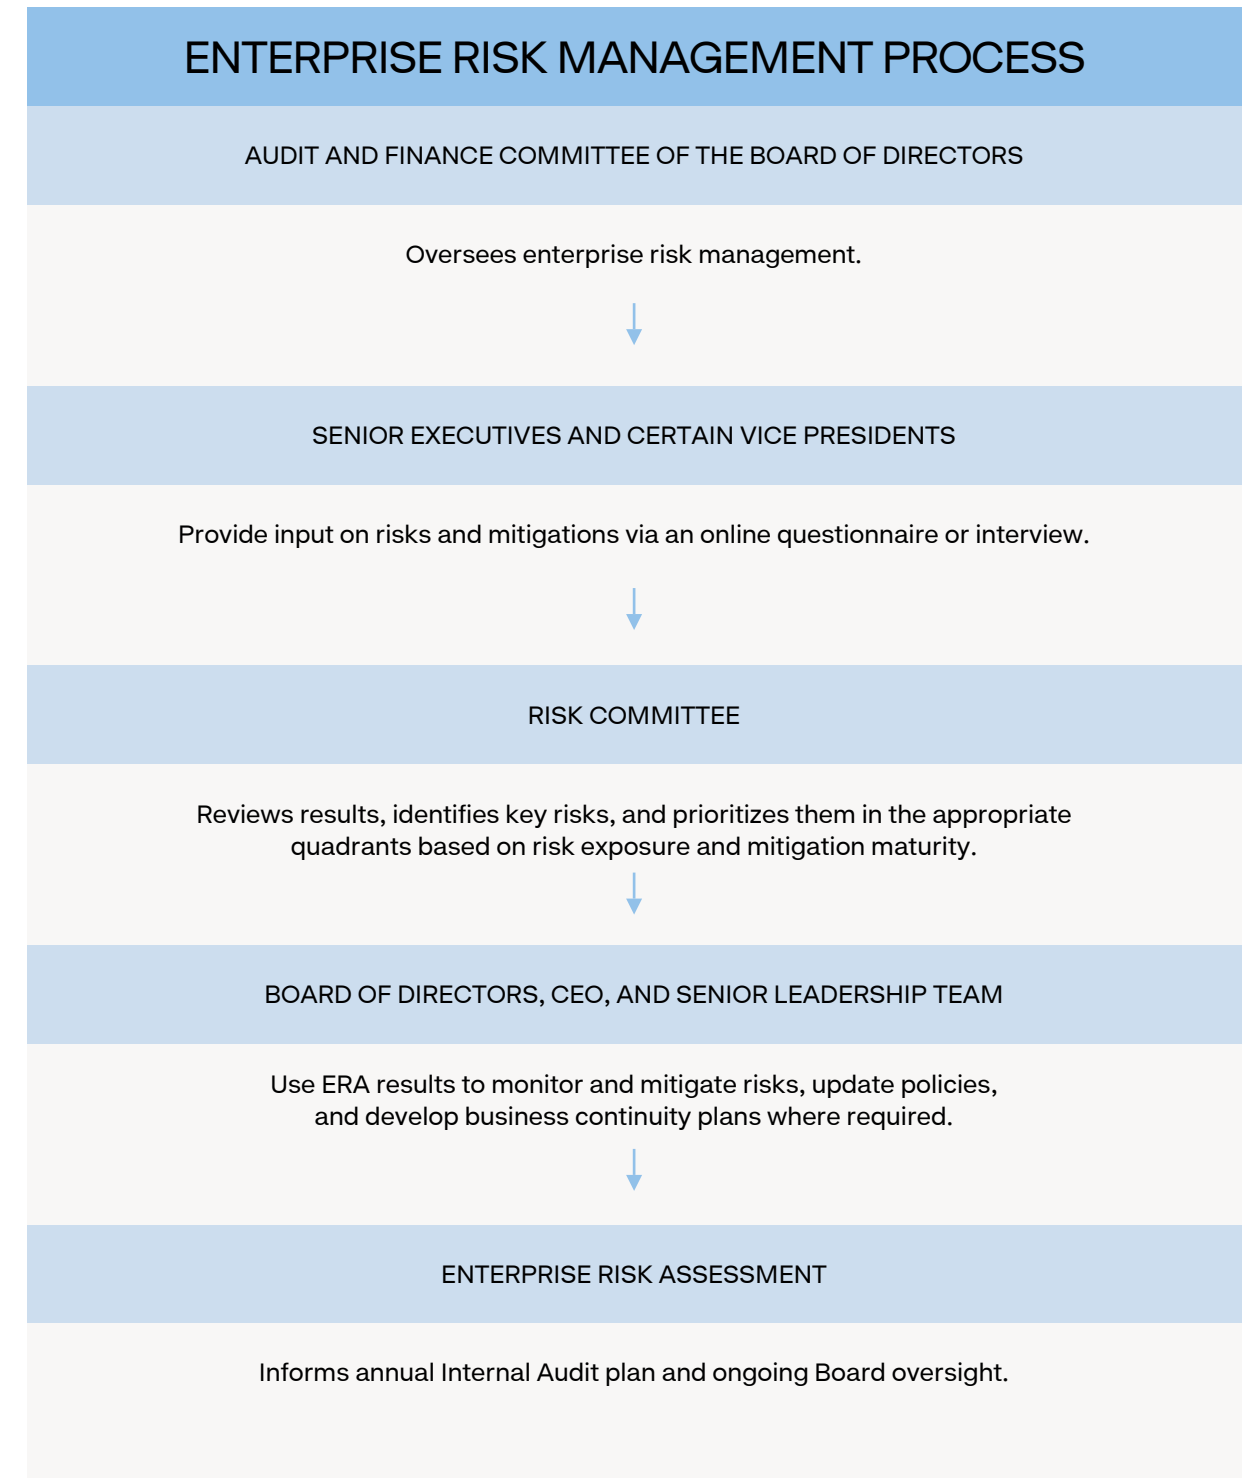 ENTERPRISE RISK MANAGEMENT PROCESS
AUDIT AND FINANCE COMMITTEE OF THE BOARD OF DIRECTORS
Oversees enterprise risk management.
SENIOR EXECUTIVES AND CERTAIN VICE PRESIDENTS
Provide input on risks and mitigations via an online questionnaire or interview.
RISK COMMITTEE
Reviews results, identifies key risks, and prioritizes them in the appropriate
quadrants based on risk exposure and mitigation maturity.
BOARD OF DIRECTORS, CEO, AND SENIOR LEADERSHIP TEAM
Use ERA results to monitor and mitigate risks, update policies,
and develop business continuity plans where required.
ENTERPRISE RISK ASSESSMENT
Informs annual Internal Audit plan and ongoing Board oversight.